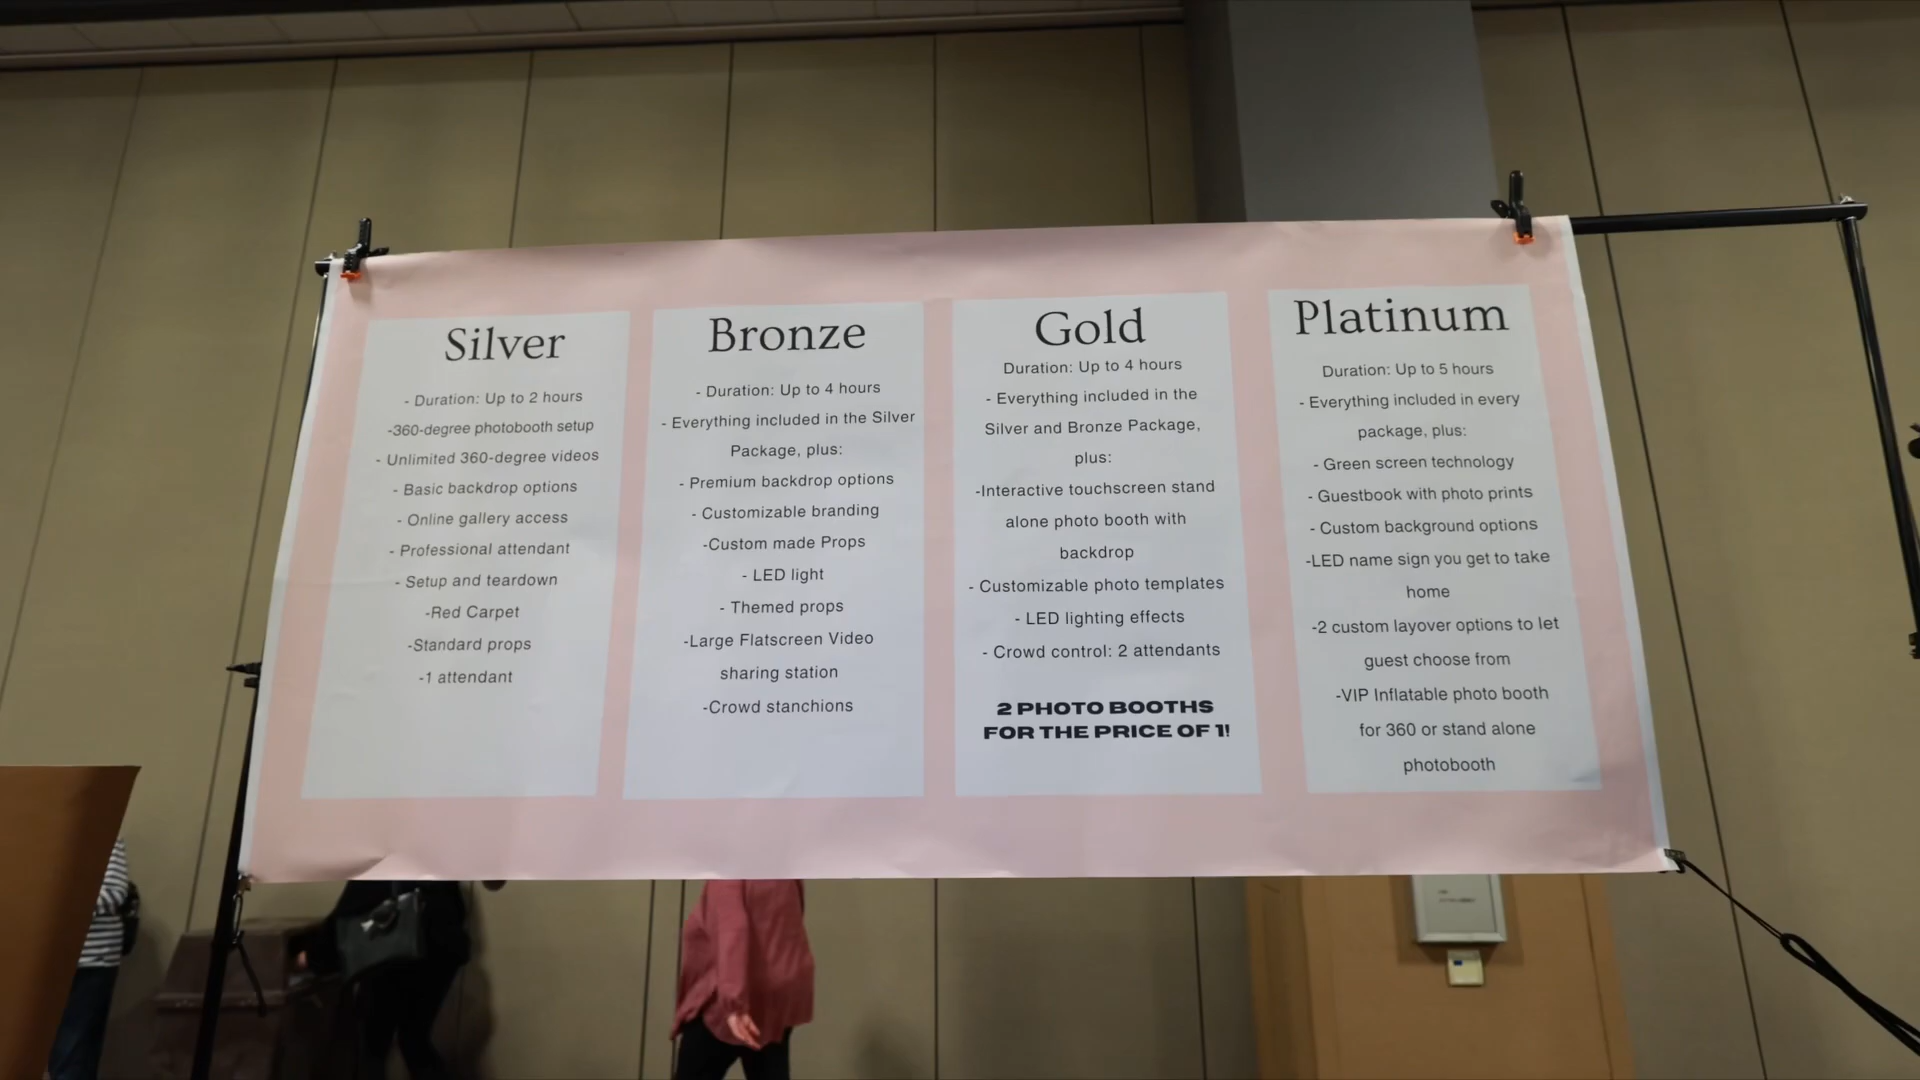 Silver
- Duration: Up to 2 hours
-360-degree photobooth setup
- Unlimited 360-degree videos
- Basic backdrop options
- Online gallery access
- Professional attendant
- Setup and teardown
-Red Carpet
-Standard props
-1 attendant
Bronze
- Duration: Up to 4 hours
- Everything included in the Silver
Package, plus:
- Premium backdrop options
- Customizable branding
-Custom made Props
- LED light
- Themed props
-Large Flatscreen Video
sharing station
-Crowd stanchions
Gold
Duration: Up to 4 hours
- Everything included in the
Silver and Bronze Package,
plus:
-Interactive touchscreen stand
alone photo booth with
backdrop
- Customizable photo templates
- LED lighting effects
- Crowd control: 2 attendants
2 PHOTO BOOTHS
FOR THE PRICE OF 1!
Platinum
Duration: Up to 5 hours
- Everything included in every
package, plus:
- Green screen technology
- Guestbook with photo prints
- Custom background options
-LED name sign you get to take
home
-2 custom layover options to let
guest choose from
-VIP Inflatable photo booth
for 360 or stand alone
photobooth